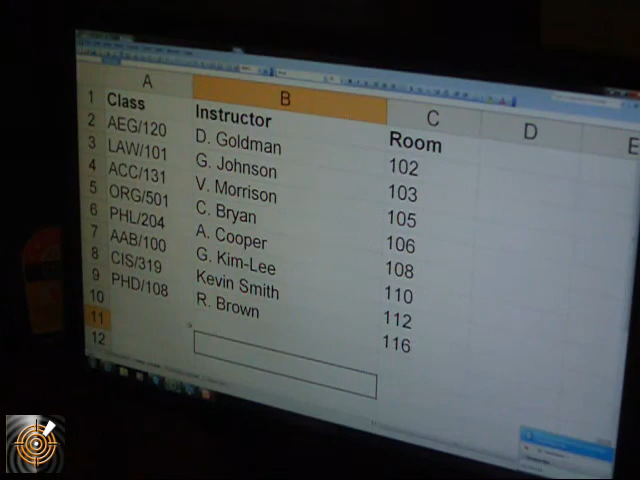 A B C D E
1 Class Instructor Room
2 AEG/120 D. Goldman 102
3 LAW/101 G. Johnson 103
4 ACC/131 V. Morrison 105
5 ORG/501 C. Bryan 106
6 PHL/204 A. Cooper 108
7 AAB/100 G. Kim-Lee 110
8 CIS/319 Kevin Smith 112
9 PHD/108 R. Brown 116
10
11
12